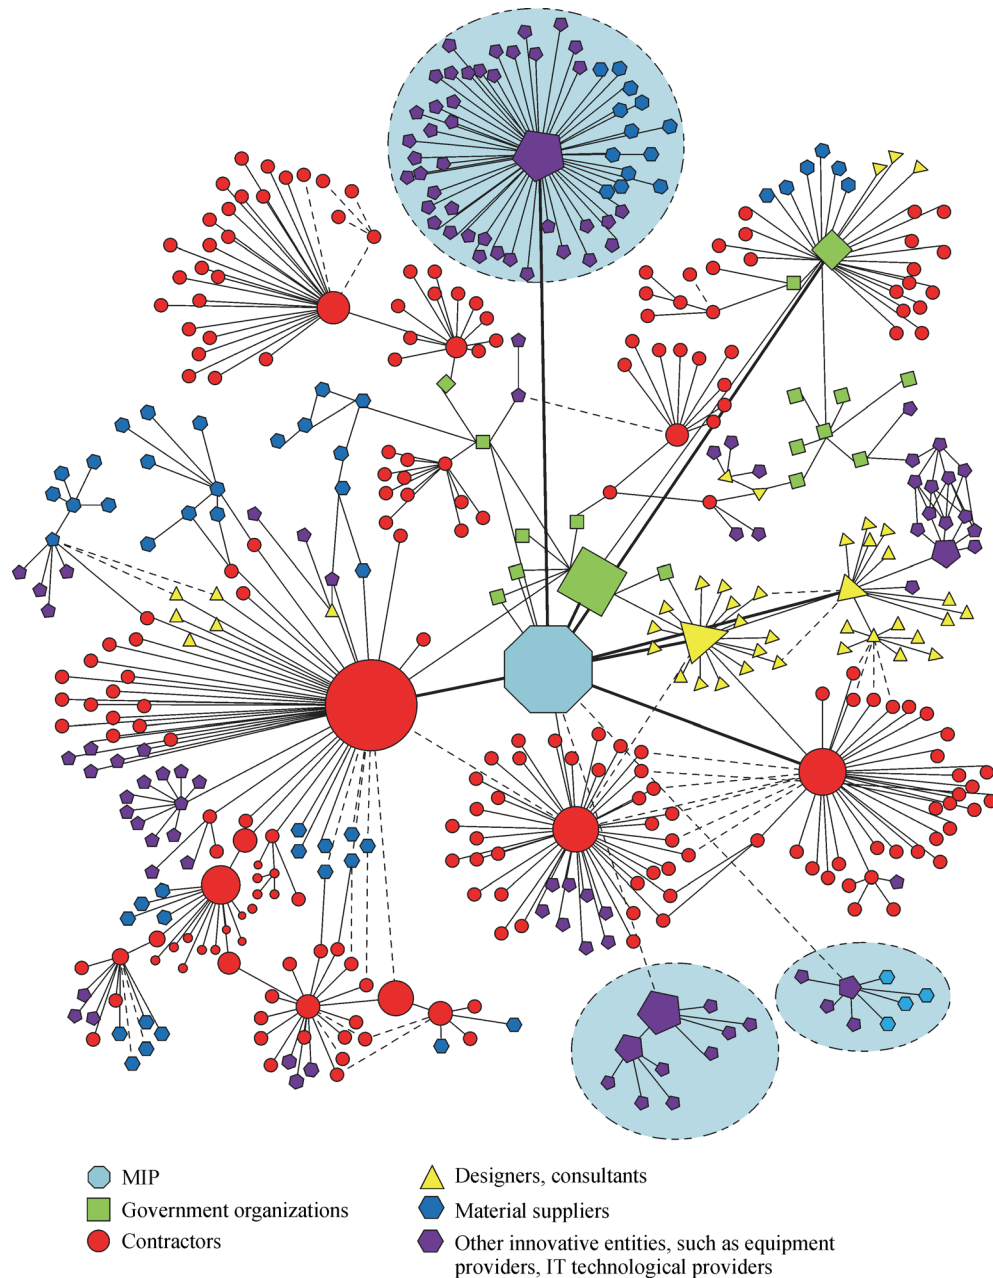 MIP
Government organizations
Contractors
Designers, consultants
Material suppliers
Other innovative entities, such as equipment
providers, IT technological providers